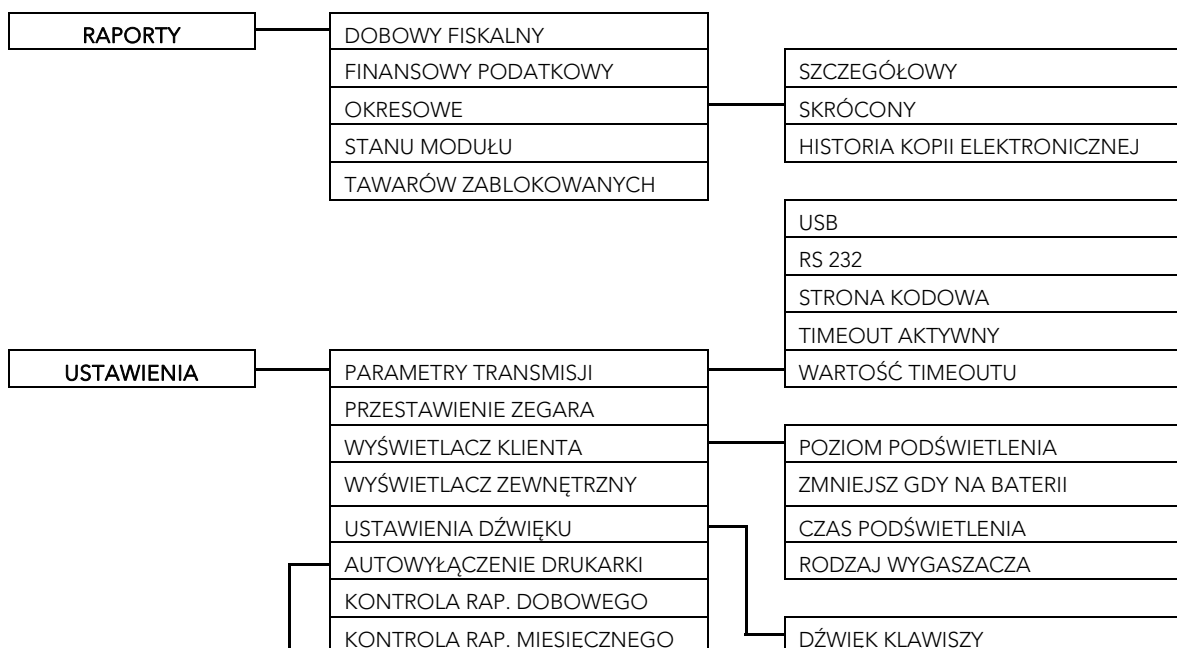 RAPORTY
DOBOWY FISKALNY
FINANSOWY PODATKOWY
OKRESOWE
STANU MODUŁU
TAWARÓW ZABLOKOWANYCH
SZCZEGÓŁOWY
SKRÓCONY
HISTORIA KOPII ELEKTRONICZNEJ
USTAWIENIA
PARAMETRY TRANSMISJI
PRZESTAWIENIE ZEGARA
WYŚWIETLACZ KLIENTA
WYŚWIETLACZ ZEWNĘTRZNY
USTAWIENIA DŹWIĘKU
AUTOWYŁĄCZENIE DRUKARKI
KONTROLA RAP. DOBOWEGO
KONTROLA RAP. MIESIĘCZNEGO
USB
RS 232
STRONA KODOWA
TIMEOUT AKTYWNY
WARTOŚĆ TIMEOUTU
POZIOM PODŚWIETLENIA
ZMNIEJSZ GDY NA BATERII
CZAS PODŚWIETLENIA
RODZAJ WYGASZACZA
DŹWIĘK KLAWISZY